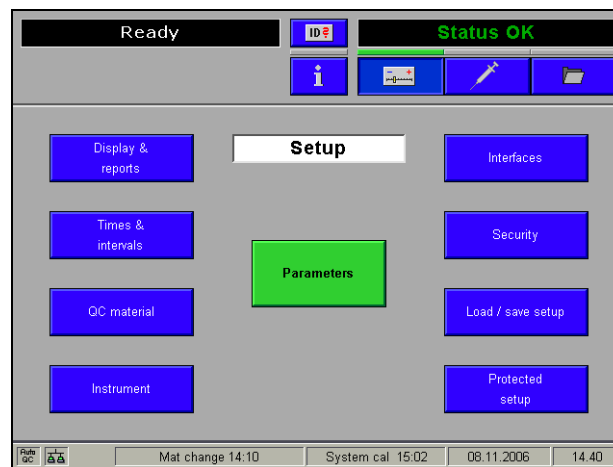 Ready
ID
Status OK
i
Setup
Display &
reports
Interfaces
Times &
intervals
Security
Parameters
QC material
Load / save setup
Instrument
Protected
setup
Auto
QC
Mat change 14:10
System cal 15:02
08.11.2006
14.40